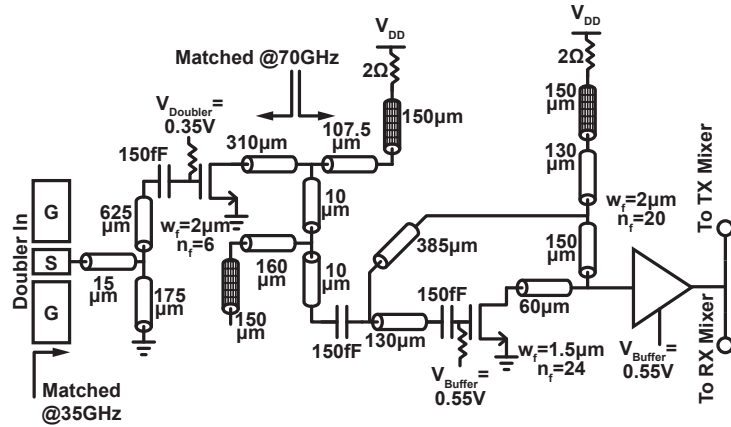 V_DD
2Ω
150μm
Matched @70GHz
V_Doubler=
0.35V
150fF
310μm
107.5
μm
V_DD
2Ω
150
μm
130
μm
w_f=2μm
n_f=20
150
μm
To TX Mixer
To RX Mixer
Doubler In
G
S
G
625
μm
15
μm
175
μm
w_f=2μm
n_f=6
10
μm
160
μm
10
μm
150
μm
385μm
150fF
130μm
150fF
60μm
w_f=1.5μm
n_f=24
V_Buffer=
0.55V
V_Buffer=
0.55V
Matched
@35GHz